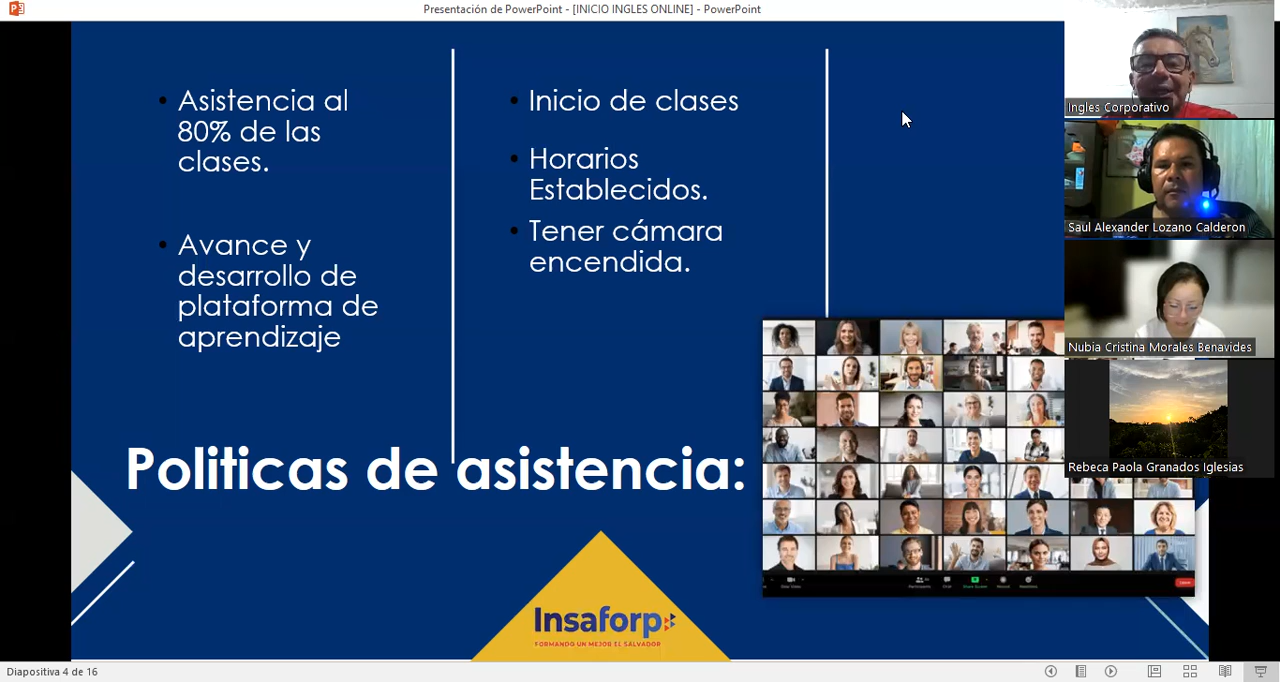 Presentación de PowerPoint - [INICIO INGLES ONLINE] - PowerPoint
• Asistencia al
80% de las
clases.
• Avance y
desarrollo de
plataforma de
aprendizaje
• Inicio de clases
• Horarios
Establecidos.
• Tener cámara
encendida.
Politicas de asistencia:
Insaforp
FORMANDO UN MEJOR EL SALVADOR
Ingles Corporativo
Saul Alexander Lozano Calderon
Nubia Cristina Morales Benavides
Rebeca Paola Granados Iglesias
Diapositiva 4 de 16